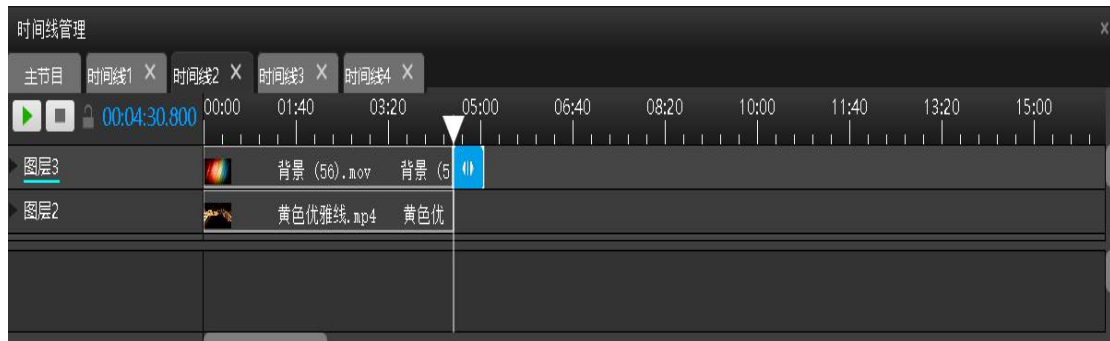 时间线管理 ×
主节目 时间线1 × 时间线2 × 时间线3 × 时间线4 ×
00:04:30.800 00:00 01:40 03:20 05:00 06:40 08:20 10:00 11:40 13:20 15:00
图层3 背景 (56).mov 背景 (5
图层2 黄色优雅线.mp4 黄色优